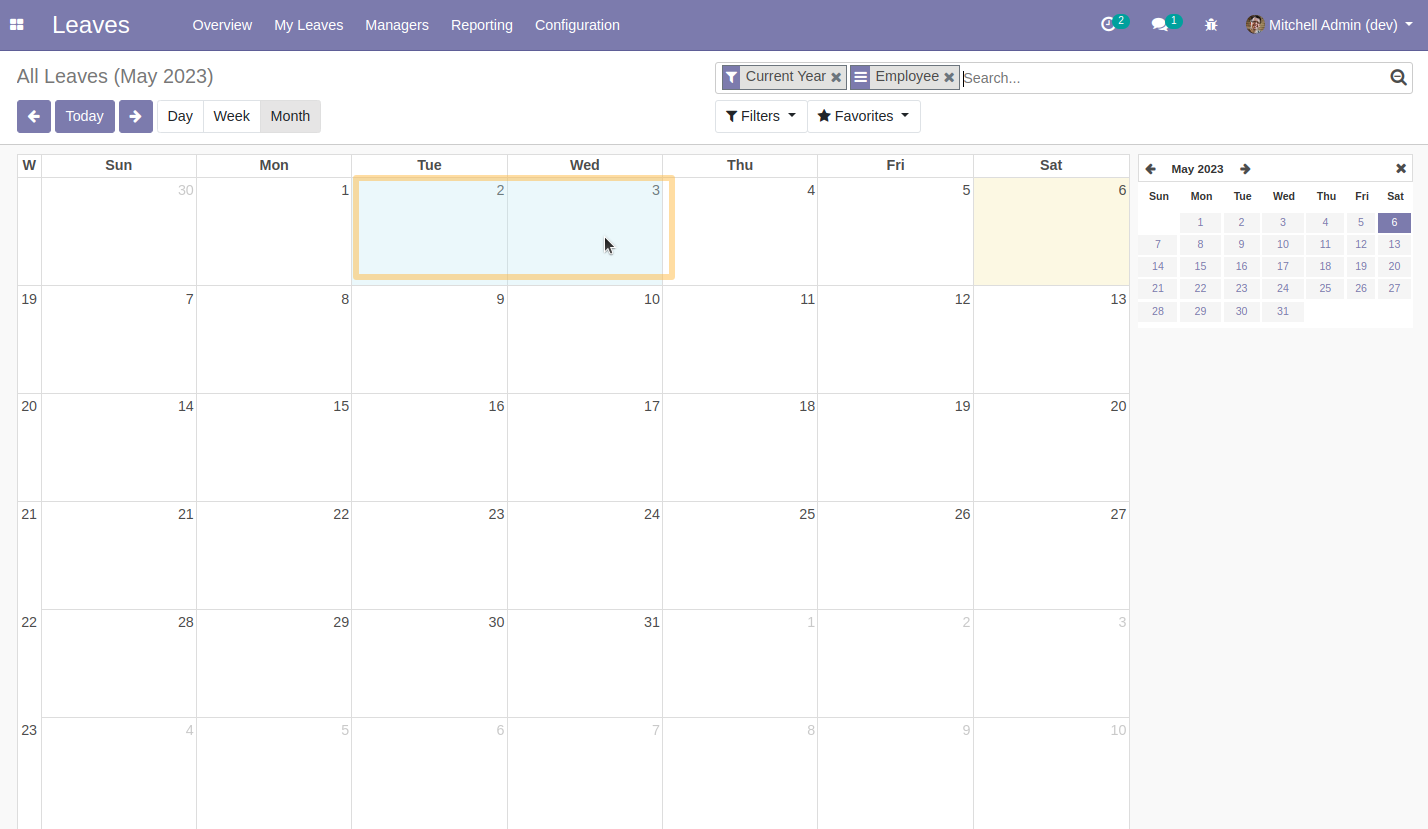 Leaves Overview My Leaves Managers Reporting Configuration 2 1 Mitchell Admin (dev)
All Leaves (May 2023) Current Year Employee Search...
Today Day Week Month Filters Favorites
W Sun Mon Tue Wed Thu Fri Sat
30 1 2 3 4 5 6
19 7 8 9 10 11 12 13
20 14 15 16 17 18 19 20
21 21 22 23 24 25 26 27
22 28 29 30 31 1 2 3
23 4 5 6 7 8 9 10
May 2023
Sun Mon Tue Wed Thu Fri Sat
1 2 3 4 5 6
7 8 9 10 11 12 13
14 15 16 17 18 19 20
21 22 23 24 25 26 27
28 29 30 31